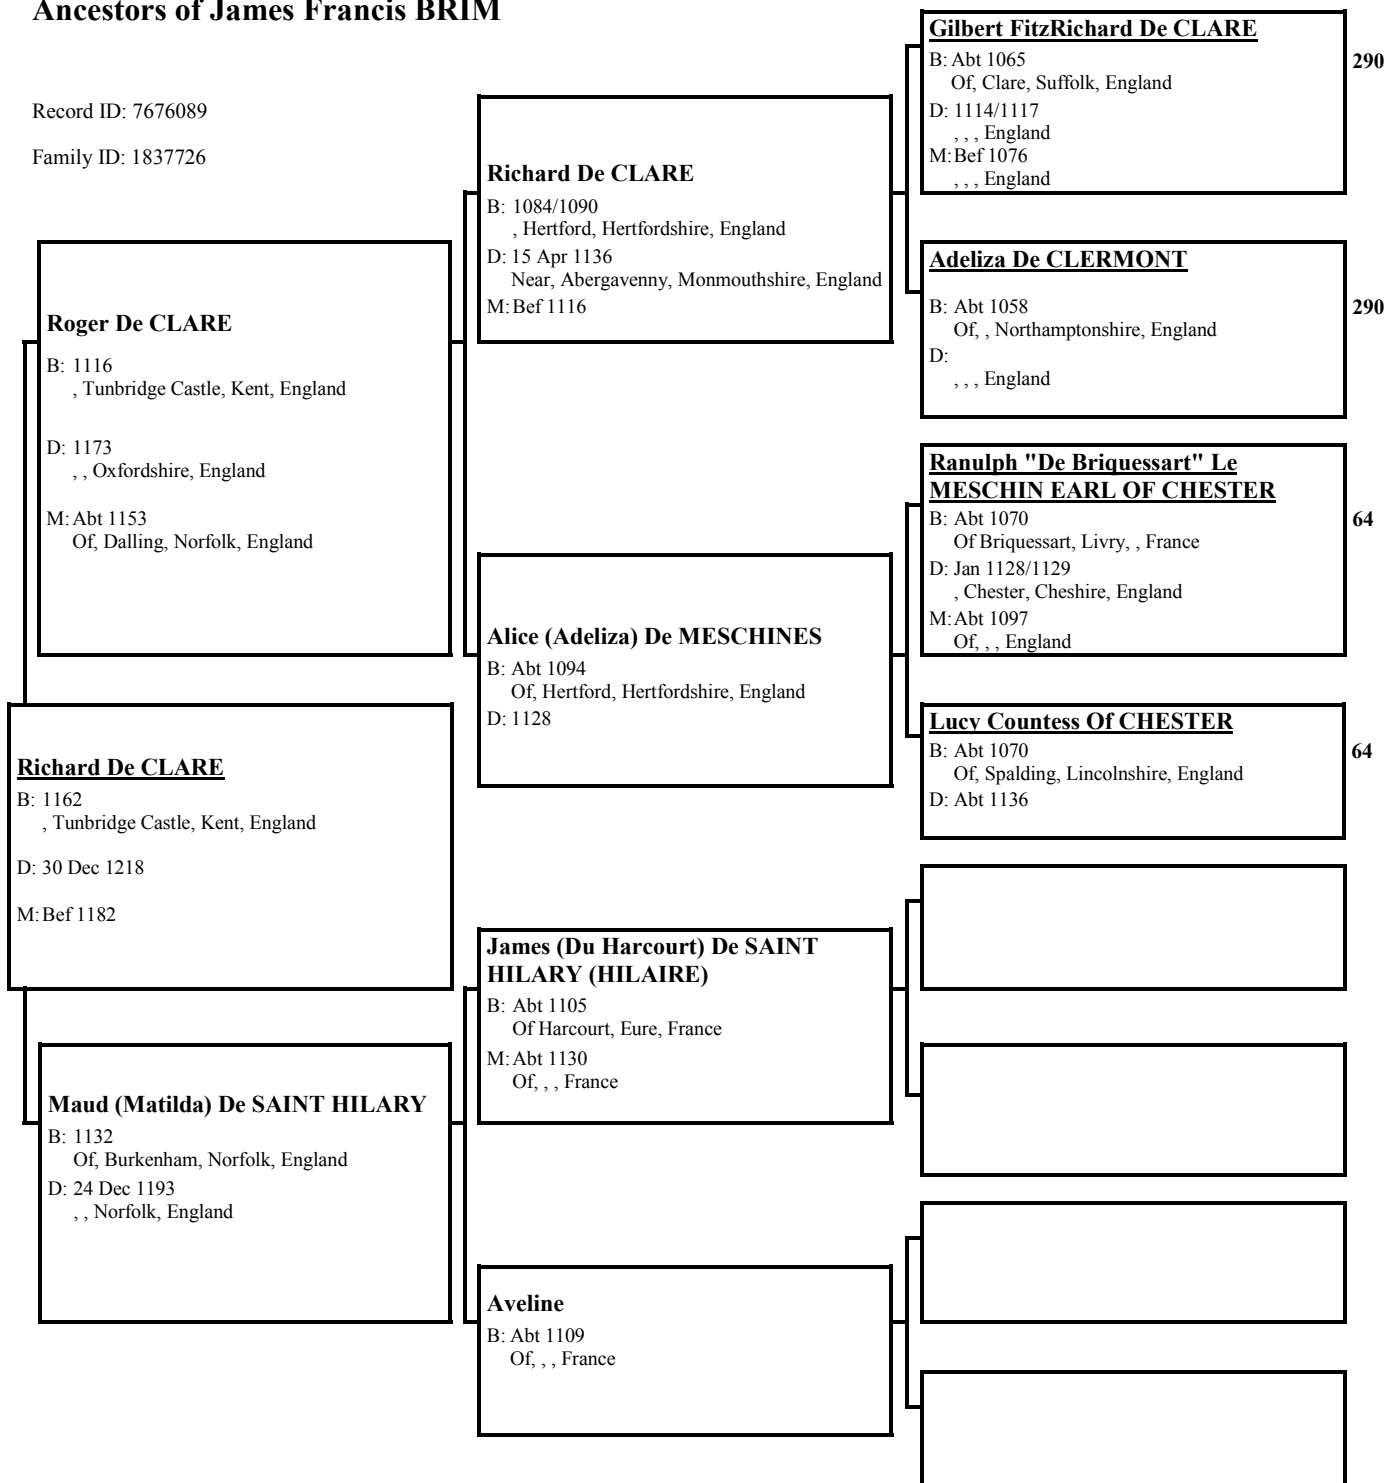 Ancestors of James Francis BRIM
Record ID: 7676089
Family ID: 1837726
Richard De CLARE
B: 1162
, Tunbridge Castle, Kent, England
D: 30 Dec 1218
M: Bef 1182
Roger De CLARE
B: 1116
, Tunbridge Castle, Kent, England
D: 1173
, , Oxfordshire, England
M: Abt 1153
Of, Dalling, Norfolk, England
Maud (Matilda) De SAINT HILARY
B: 1132
Of, Burkenham, Norfolk, England
D: 24 Dec 1193
, , Norfolk, England
Richard De CLARE
B: 1084/1090
, Hertford, Hertfordshire, England
D: 15 Apr 1136
Near, Abergavenny, Monmouthshire, England
M: Bef 1116
Alice (Adeliza) De MESCHINES
B: Abt 1094
Of, Hertford, Hertfordshire, England
D: 1128
James (Du Harcourt) De SAINT
HILARY (HILAIRE)
B: Abt 1105
Of Harcourt, Eure, France
M: Abt 1130
Of, , , France
Aveline
B: Abt 1109
Of, , , France
Gilbert FitzRichard De CLARE
B: Abt 1065
Of, Clare, Suffolk, England
D: 1114/1117
, , , England
M: Bef 1076
, , , England
290
Adeliza De CLERMONT
B: Abt 1058
Of, , Northamptonshire, England
D:
, , , England
290
Ranulph "De Briquessart" Le
MESCHIN EARL OF CHESTER
B: Abt 1070
Of Briquessart, Livry, , France
D: Jan 1128/1129
, Chester, Cheshire, England
M: Abt 1097
Of, , , England
64
Lucy Countess Of CHESTER
B: Abt 1070
Of, Spalding, Lincolnshire, England
D: Abt 1136
64